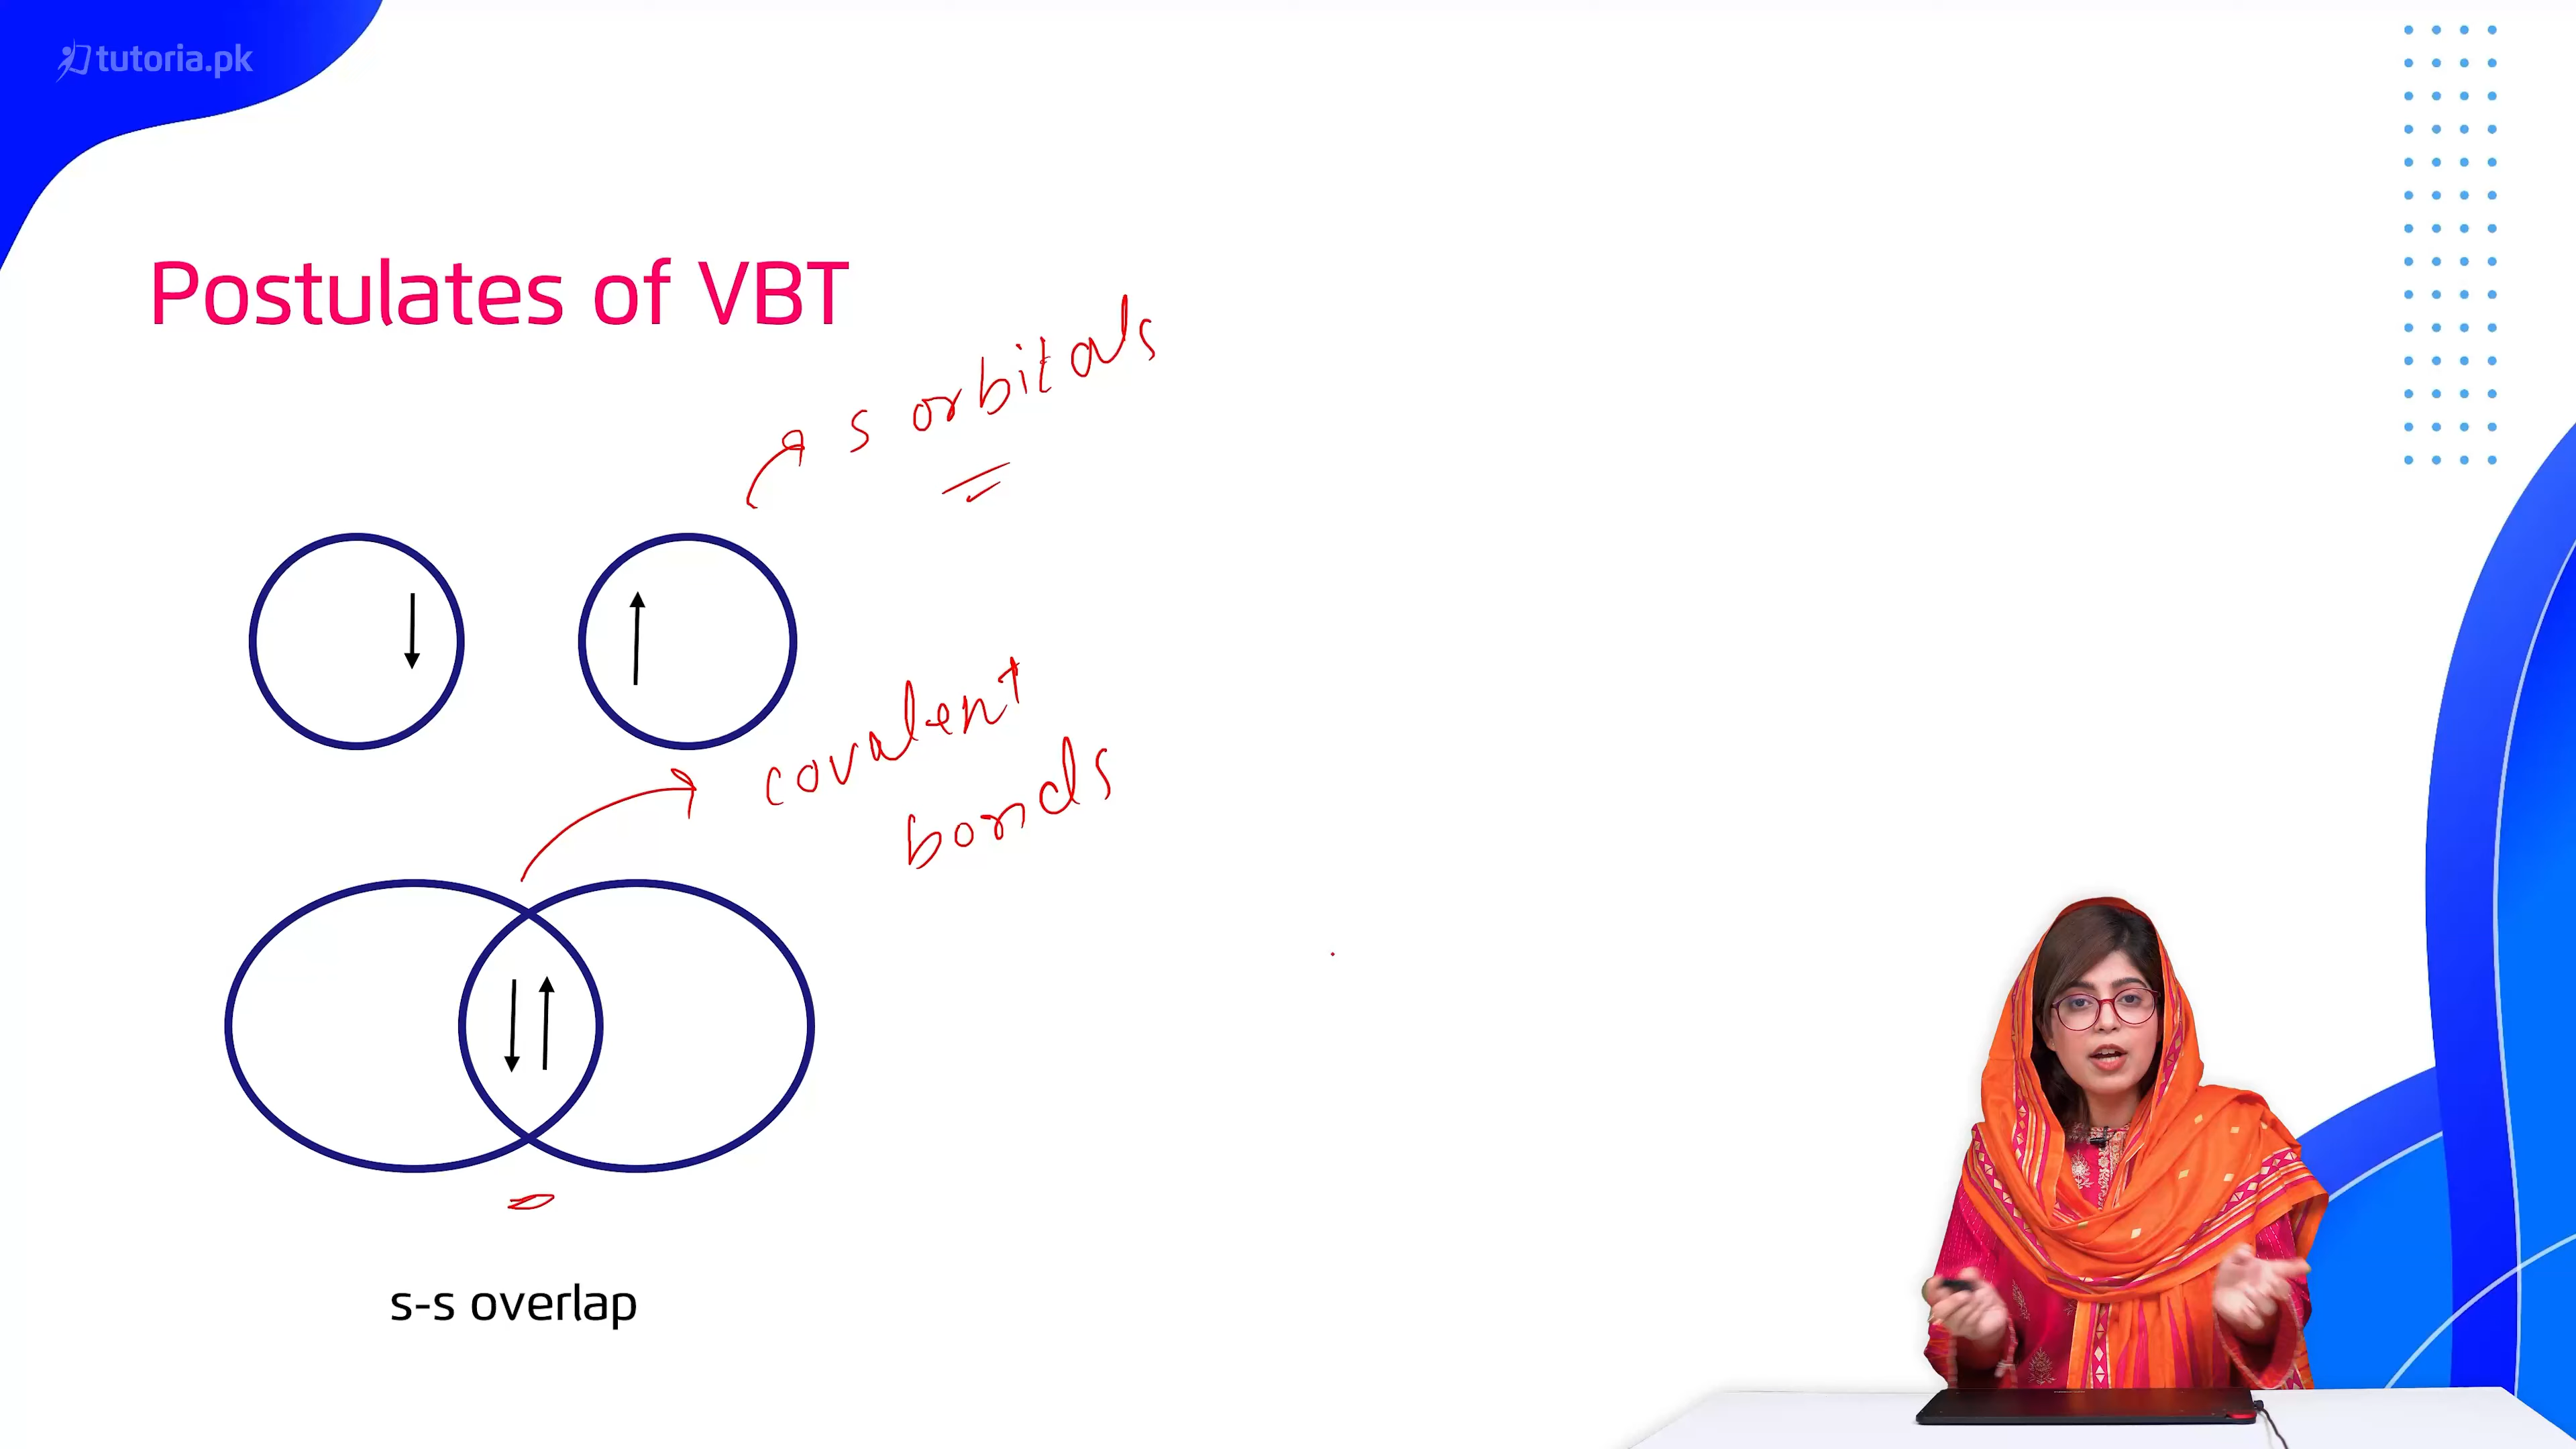 tutoria.pk
Postulates of VBT
s orbitals
covalent
bonds
s-s overlap